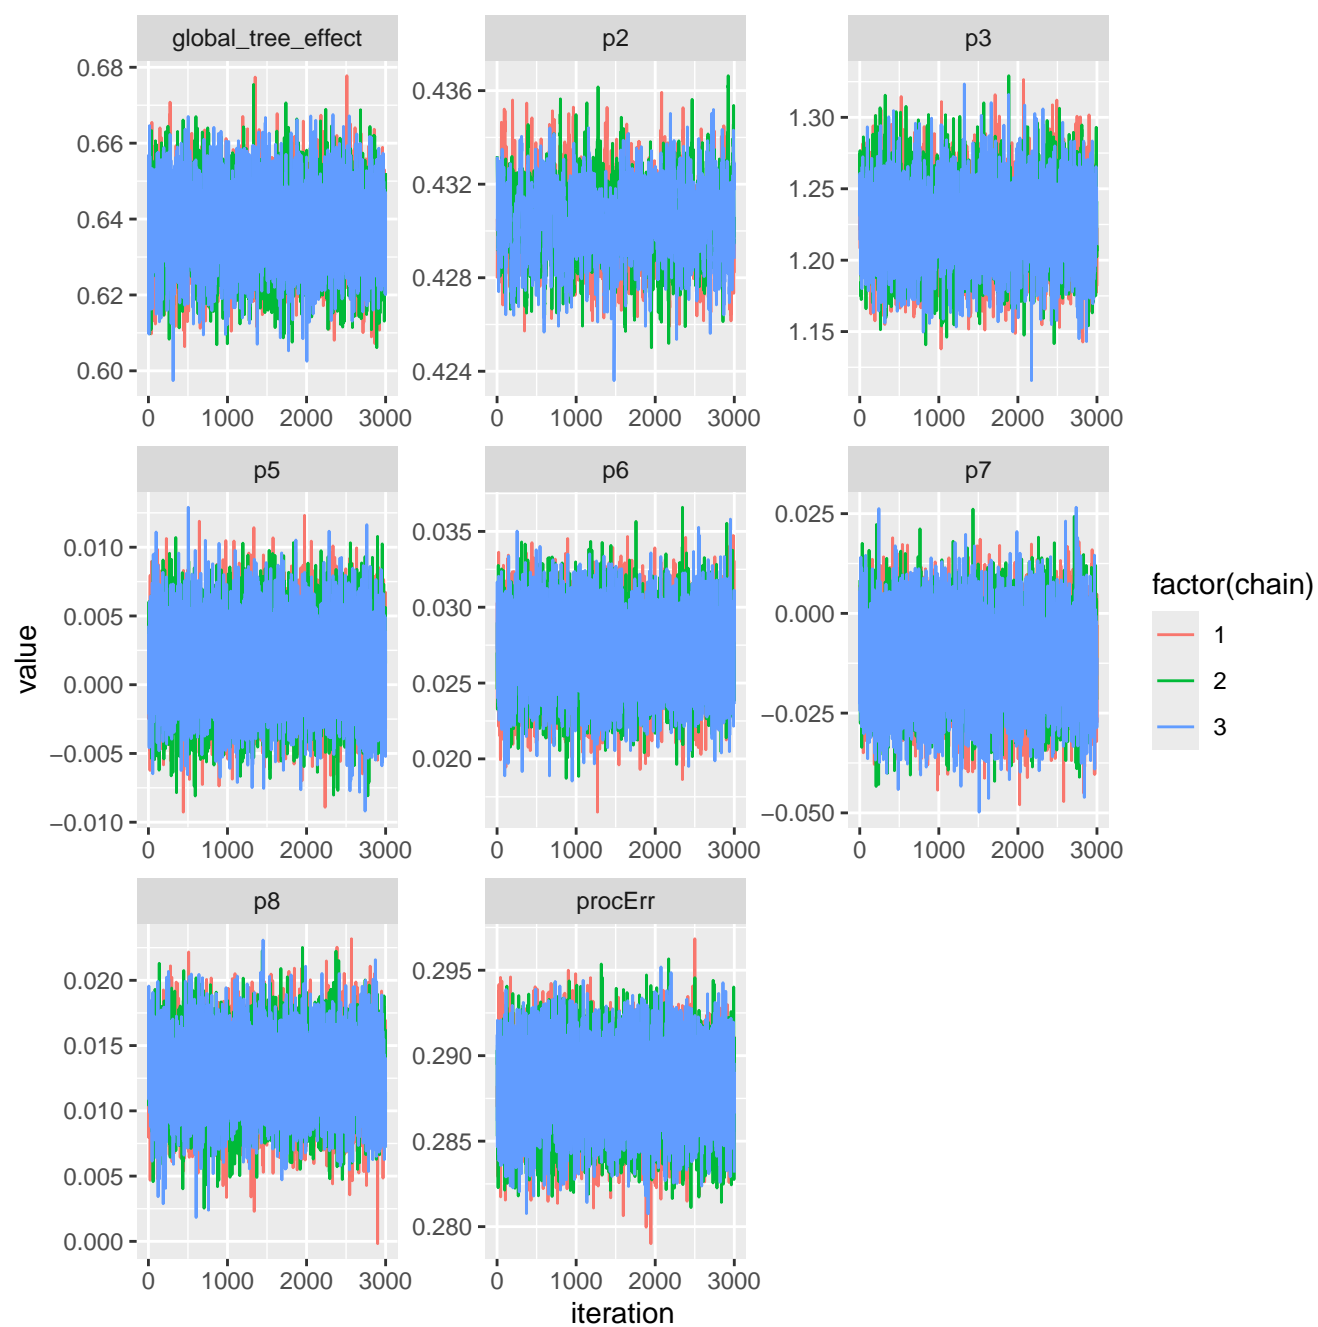 global_tree_effect
p2
p3
0.68
0.66
0.64
0.62
0.60
0.436
0.432
0.428
0.424
1.30
1.25
1.20
1.15
0 1000 2000 3000
0 1000 2000 3000
0 1000 2000 3000
p5
p6
p7
0.010
0.005
0.000
−0.005
−0.010
0.035
0.030
0.025
0.020
0.025
0.000
−0.025
−0.050
0 1000 2000 3000
0 1000 2000 3000
0 1000 2000 3000
p8
procErr
0.020
0.015
0.010
0.005
0.000
0.295
0.290
0.285
0.280
0 1000 2000 3000
0 1000 2000 3000
value
iteration
factor(chain)
1
2
3